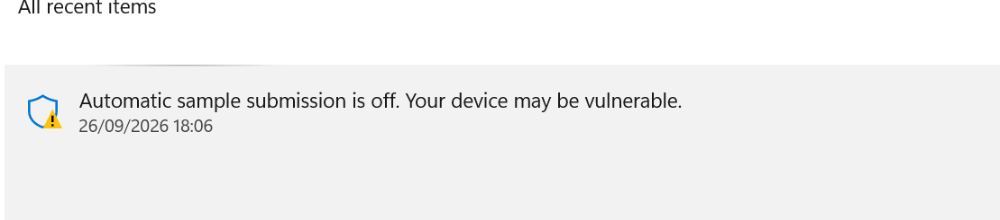 All recent items
Automatic sample submission is off. Your device may be vulnerable.
26/09/2026 18:06